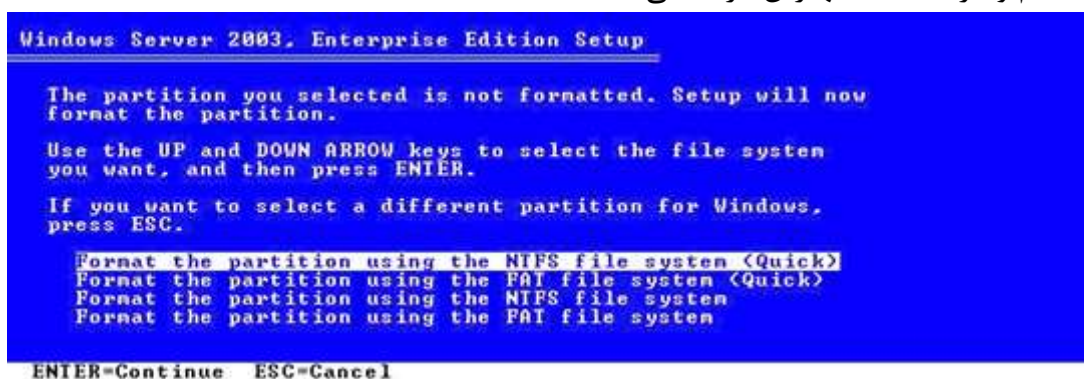 Windows Server 2003, Enterprise Edition Setup
The partition you selected is not formatted. Setup will now
format the partition.
Use the UP and DOWN ARROW keys to select the file system
you want, and then press ENTER.
If you want to select a different partition for Windows,
press ESC.
Format the partition using the NTFS file system (Quick)
Format the partition using the FAT file system (Quick)
Format the partition using the NTFS file system
Format the partition using the FAT file system
ENTER=Continue ESC=Cancel